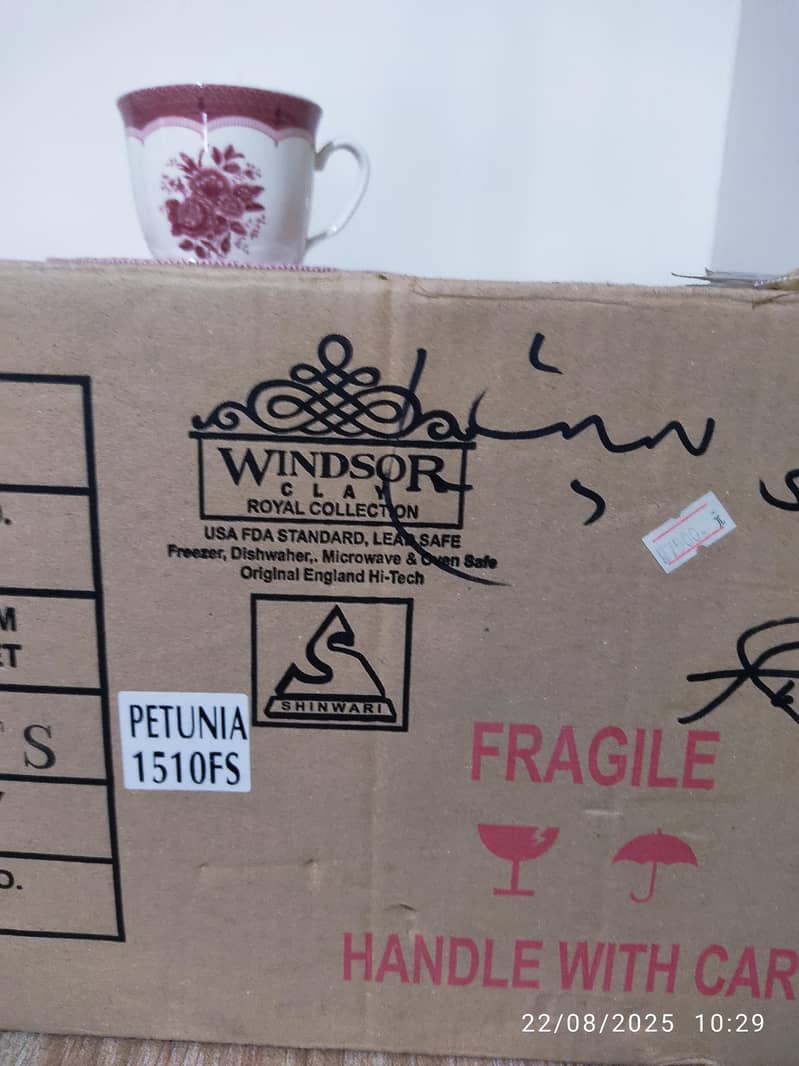 WINDSOR
CLAY
ROYAL COLLECTION
USA FDA STANDARD, LEAD SAFE
Freezer, Dishwaher,. Microwave & Oven Safe
Original England Hi-Tech
SHINWARI
PETUNIA
1510FS
.
M
ET
S
O.
FRAGILE
HANDLE WITH CAR
22/08/2025 10:29